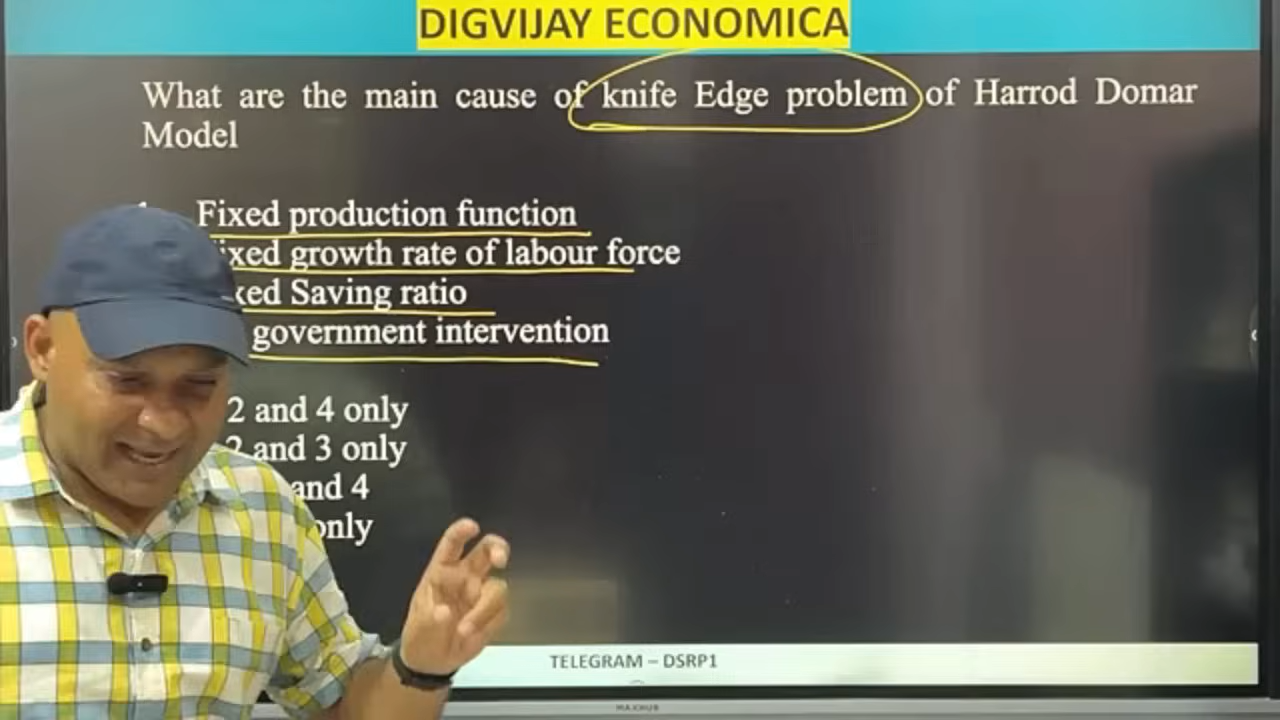 DIGVIJAY ECONOMICA
What are the main cause of knife Edge problem of Harrod Domar
Model
Fixed production function
ixed growth rate of labour force
xed Saving ratio
government intervention
2 and 4 only
2 and 3 only
and 4
only
TELEGRAM – DSRP1
MAXHUB